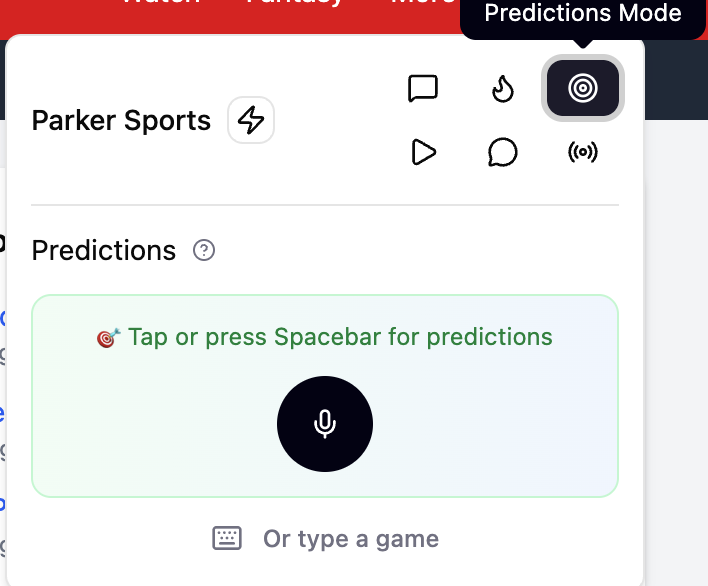 Predictions Mode
Parker Sports
Predictions
🎯 Tap or press Spacebar for predictions
Or type a game